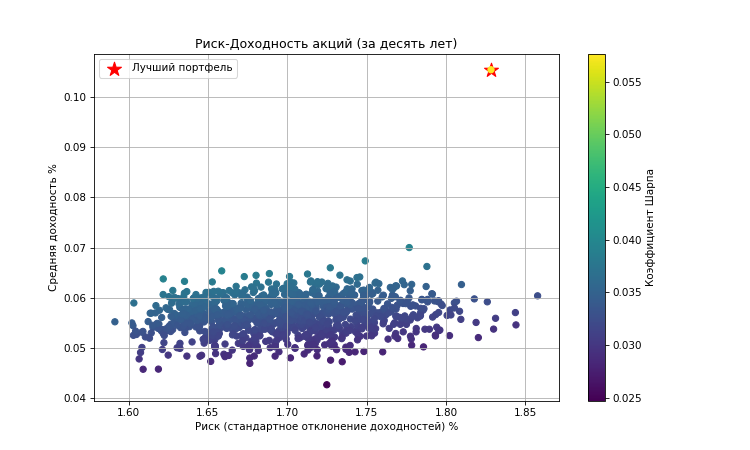 Риск-Доходность акций (за десять лет)
Лучший портфель
Средняя доходность %
0.10
0.09
0.08
0.07
0.06
0.05
0.04
1.60 1.65 1.70 1.75 1.80 1.85
Риск (стандартное отклонение доходностей) %
0.055
0.050
0.045
0.040
0.035
0.030
0.025
Коэффициент Шарпа